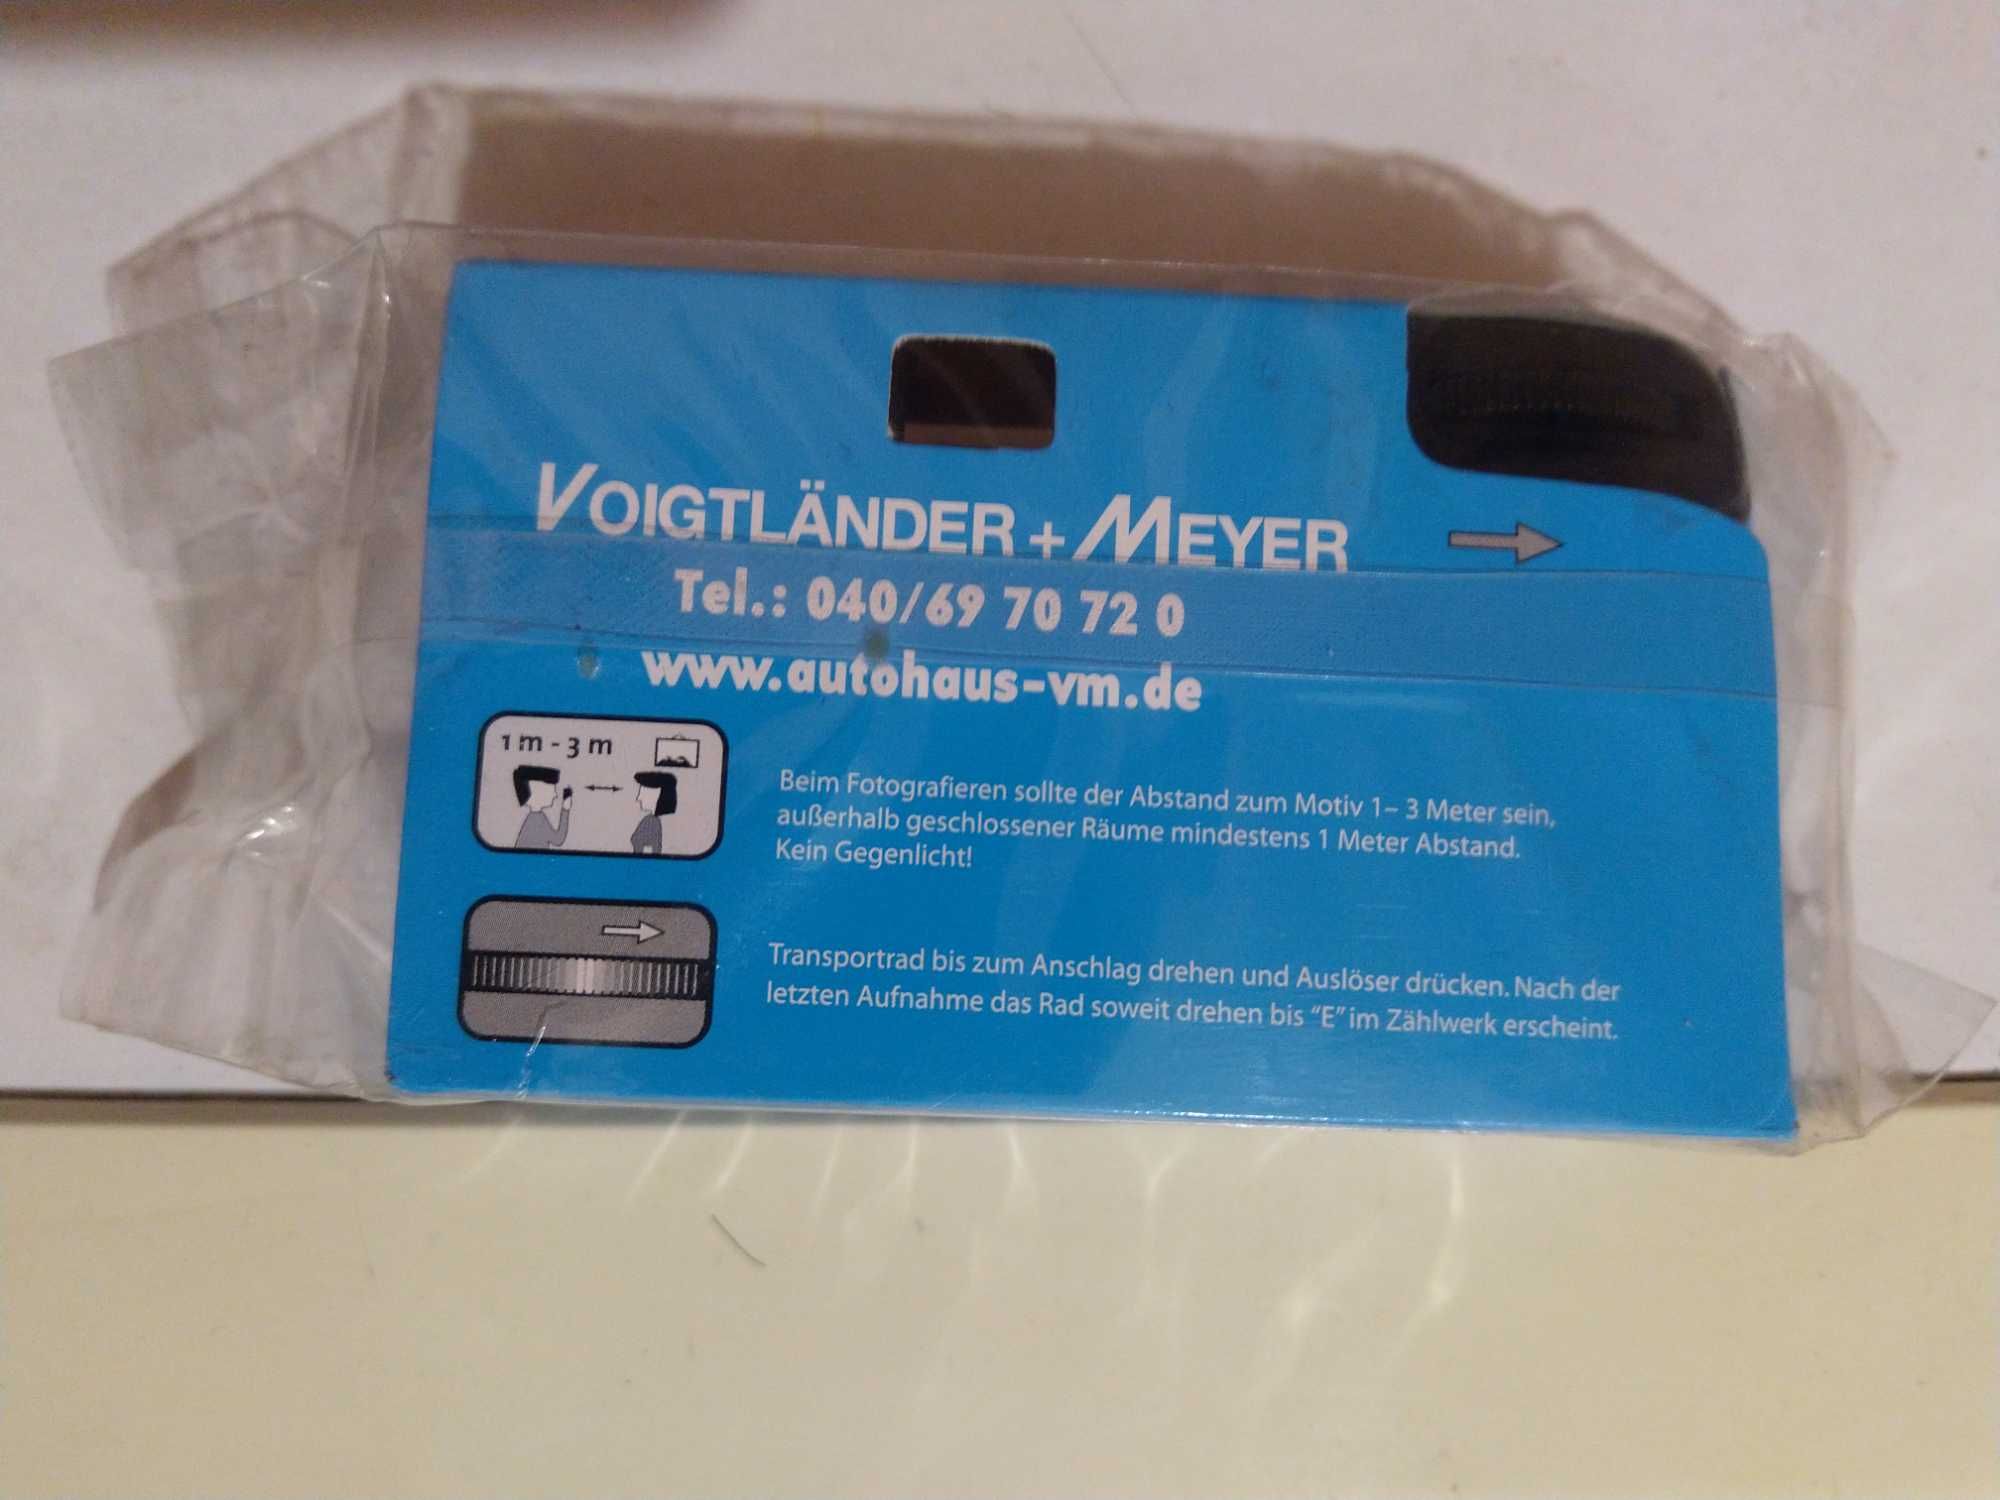 VOIGTLÄNDER + MEYER
Tel.: 040/69 70 72 0
www.autohaus-vm.de
1 m - 3 m
Beim Fotografieren sollte der Abstand zum Motiv 1– 3 Meter sein,
außerhalb geschlossener Räume mindestens 1 Meter Abstand.
Kein Gegenlicht!
Transportrad bis zum Anschlag drehen und Auslöser drücken. Nach der
letzten Aufnahme das Rad soweit drehen bis “E” im Zählwerk erscheint.